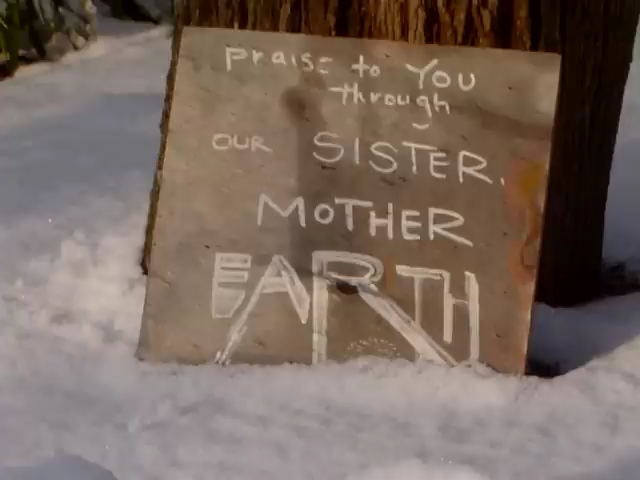 praise to You
through
OUR SISTER,
MOTHER
EARTH